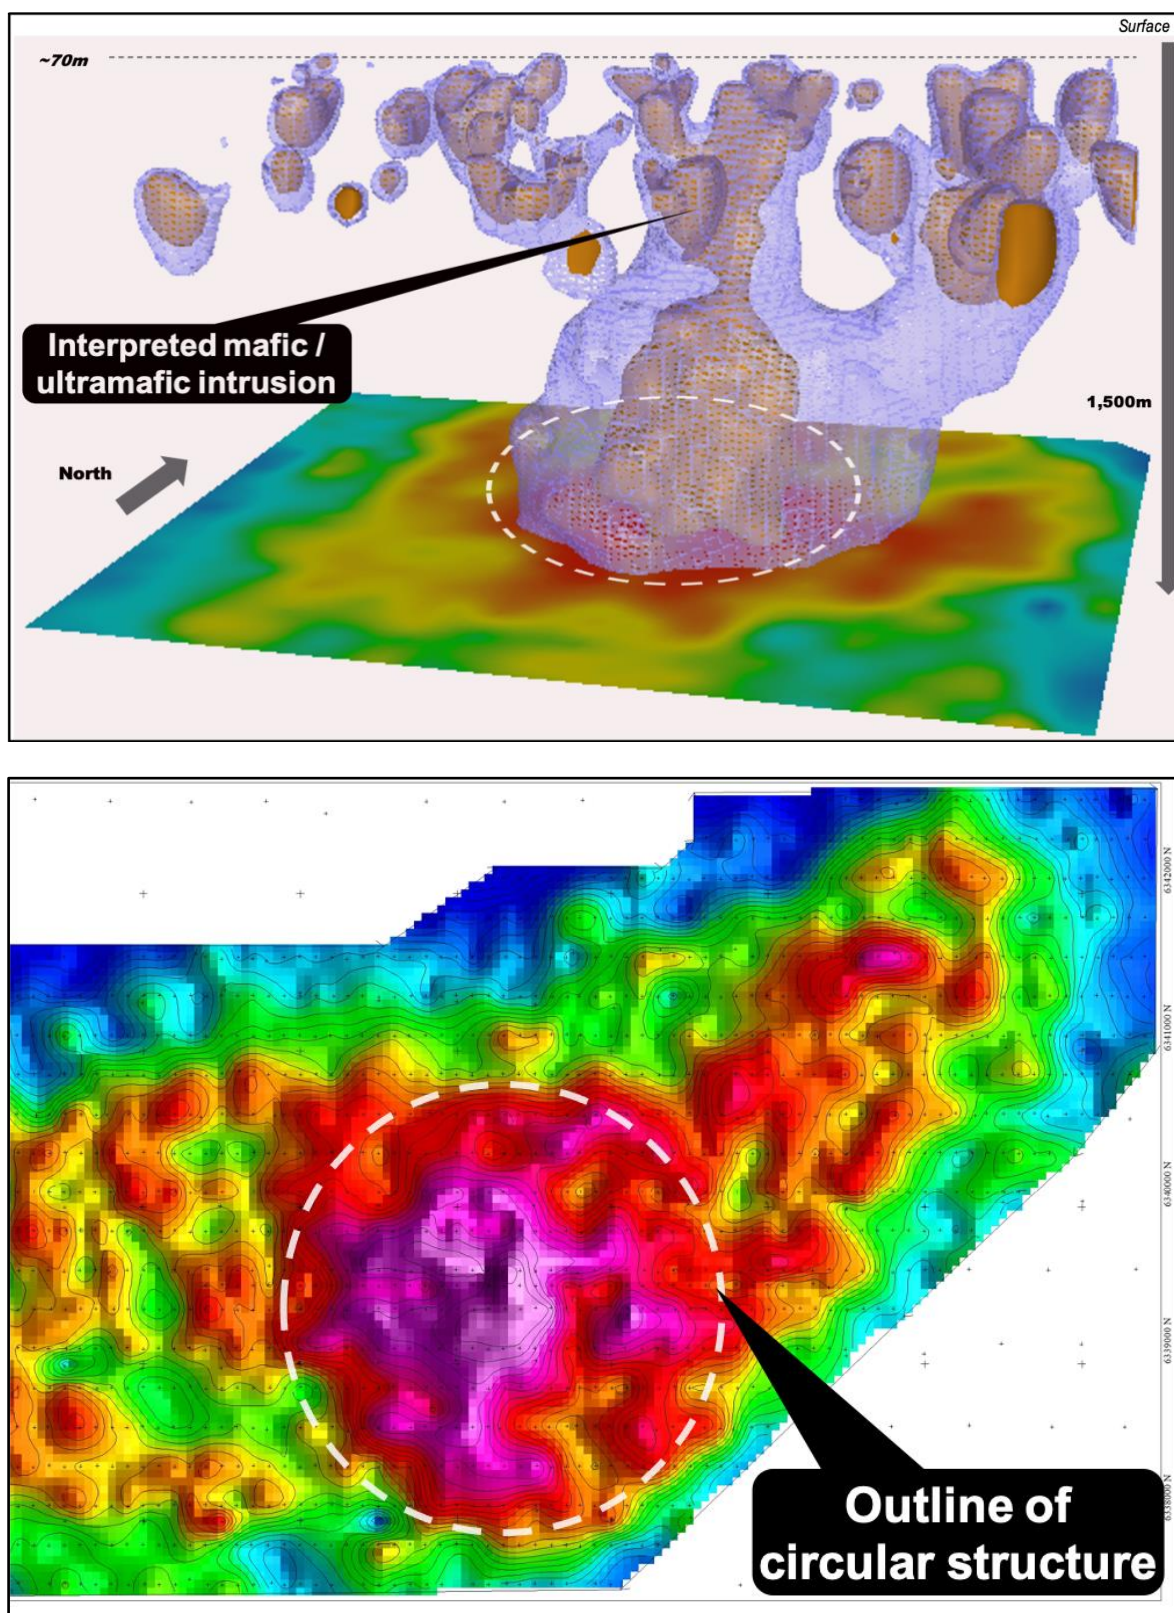 Surface
~70m
Interpreted mafic /
ultramafic intrusion
1,500m
North
6342000 N
6341000 N
6340000 N
6339000 N
6338000 N
Outline of
circular structure